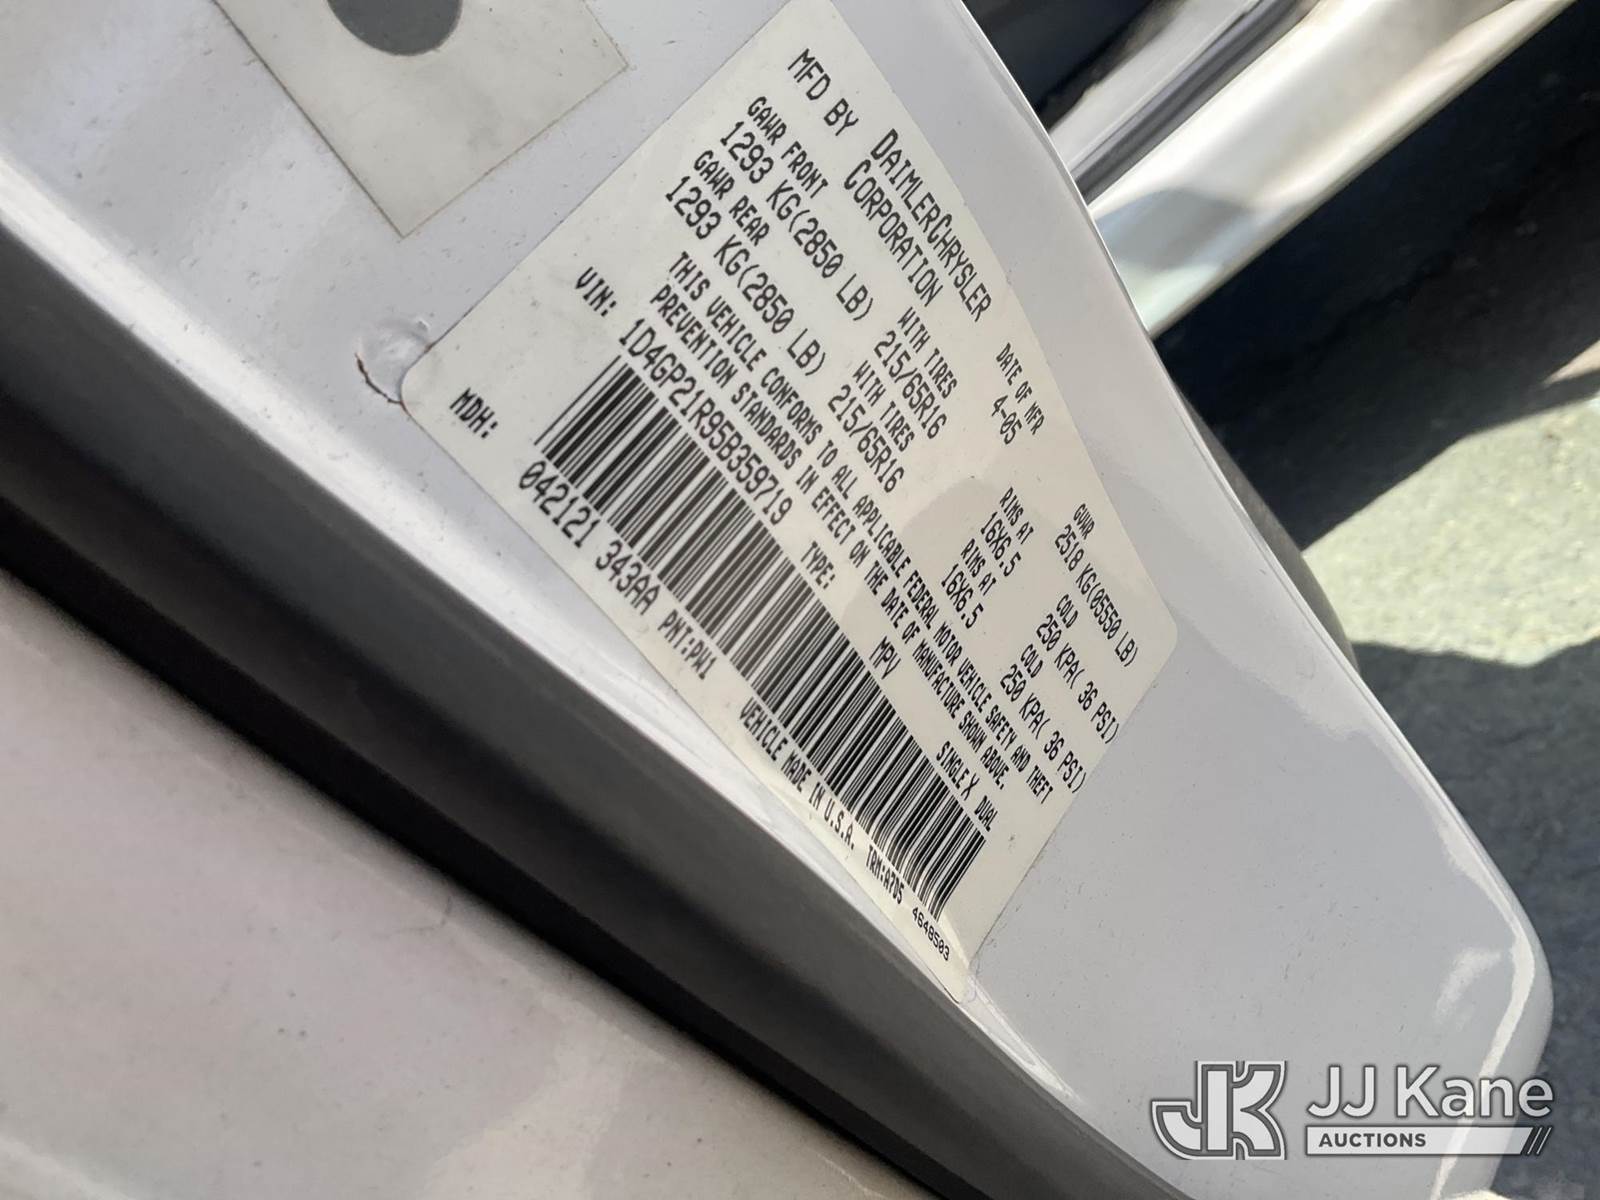 MFD BY DAIMLERCHRYSLER CORPORATION
DATE OF MFR 4-05
GVWR 2518 KG(05550 LB)
GAWR FRONT WITH TIRES RIMS AT COLD
1293 KG(2850 LB) 215/65R16 16X6.5 250 KPA( 36 PSI)
GAWR REAR WITH TIRES RIMS AT COLD
1293 KG(2850 LB) 215/65R16 16X6.5 250 KPA( 36 PSI)
THIS VEHICLE CONFORMS TO ALL APPLICABLE FEDERAL MOTOR VEHICLE SAFETY AND THEFT
PREVENTION STANDARDS IN EFFECT ON THE DATE OF MANUFACTURE SHOWN ABOVE.
VIN: 1D4GP21R95B359719 TYPE: MPV SINGLE X DUAL
MDH: 042121 343AA PNT:PW1 VEHICLE MADE IN U.S.A. TRM:A7D5 4648503
JK JJ Kane
AUCTIONS